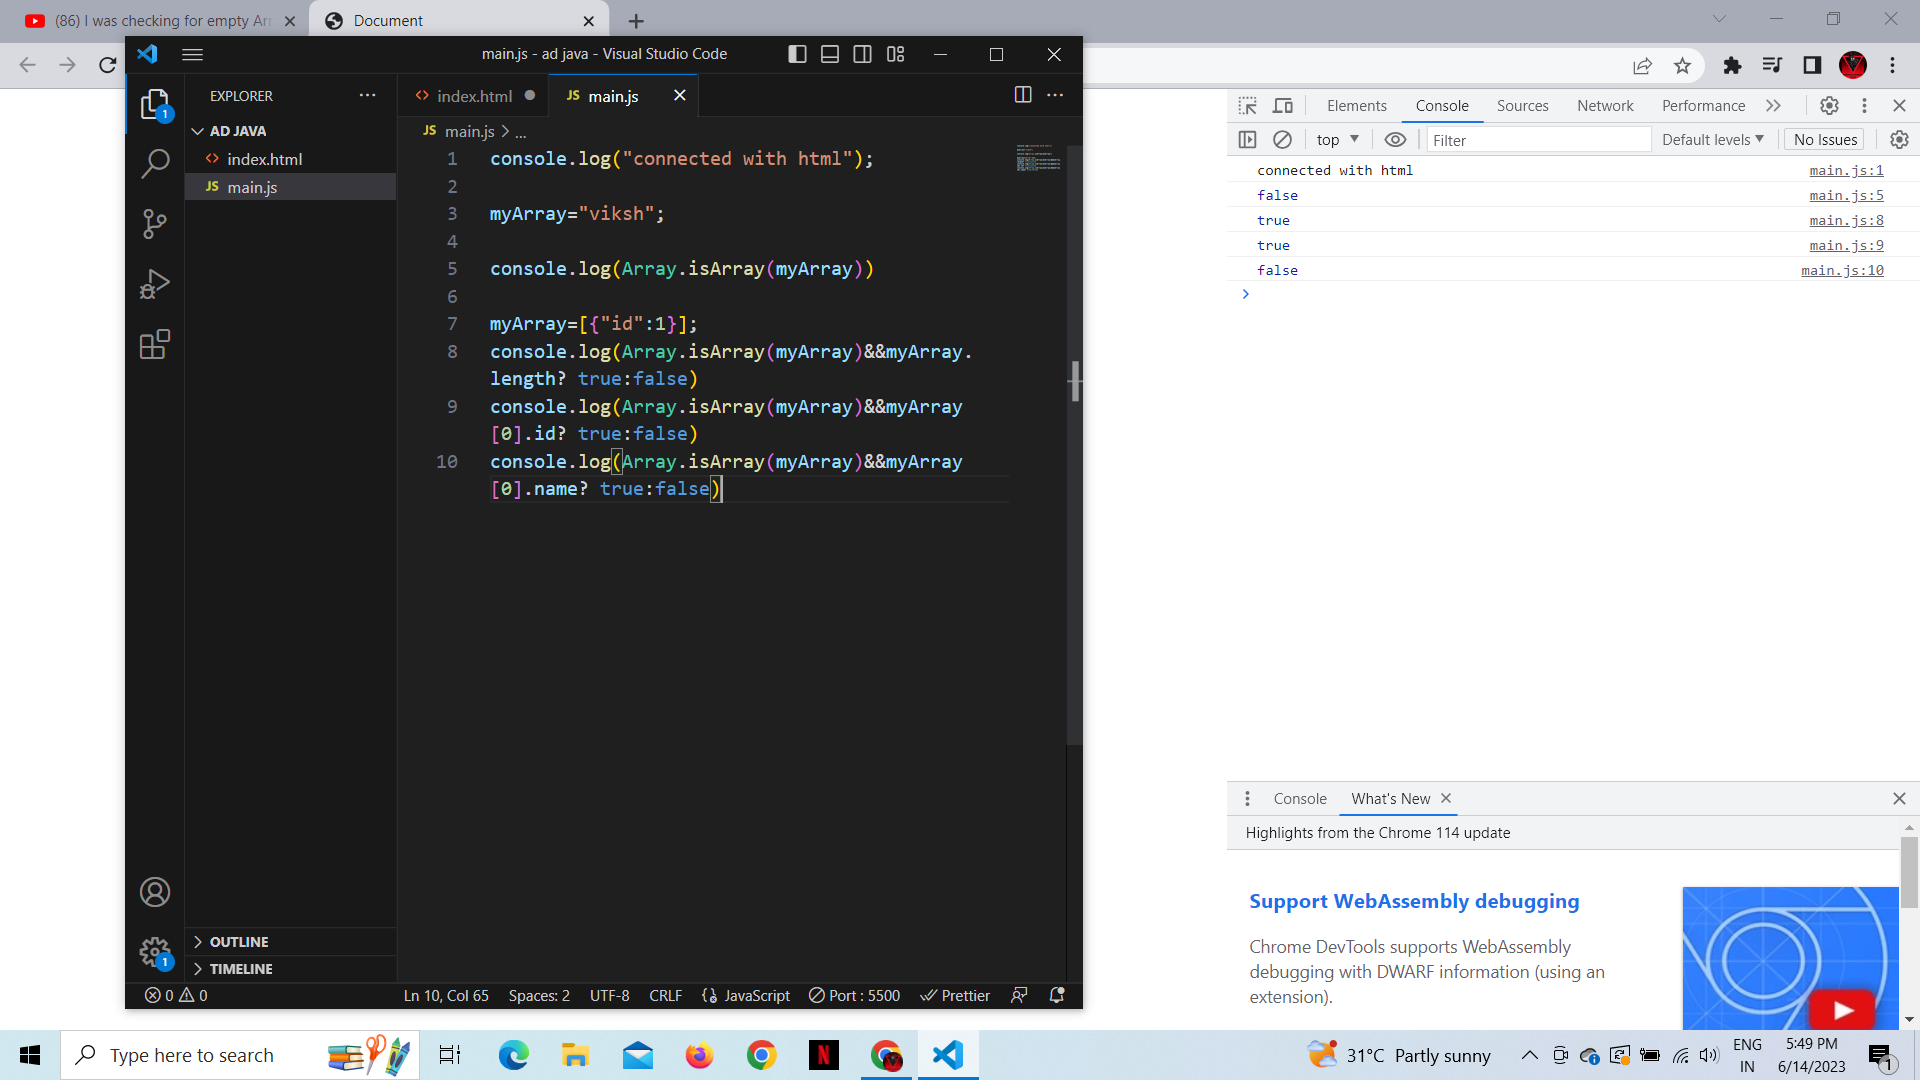 (86) I was checking for empty Arr
Document
main.js - ad java - Visual Studio Code
EXPLORER
AD JAVA
index.html
JS main.js
index.html
JS main.js
JS main.js > ...
1 console.log("connected with html");
2
3 myArray="viksh";
4
5 console.log(Array.isArray(myArray))
6
7 myArray=[{"id":1}];
8 console.log(Array.isArray(myArray)&&myArray.
length? true:false)
9 console.log(Array.isArray(myArray)&&myArray
[0].id? true:false)
10 console.log(Array.isArray(myArray)&&myArray
[0].name? true:false)
1
1
OUTLINE
TIMELINE
0 0
Ln 10, Col 65 Spaces: 2 UTF-8 CRLF JavaScript Port : 5500 Prettier
Elements Console Sources Network Performance
top Filter Default levels No Issues
connected with html main.js:1
false main.js:5
true main.js:8
true main.js:9
false main.js:10
Console What's New
Highlights from the Chrome 114 update
Support WebAssembly debugging
Chrome DevTools supports WebAssembly
debugging with DWARF information (using an
extension).
Type here to search
N
31°C Partly sunny
ENG
IN
5:49 PM
6/14/2023
1